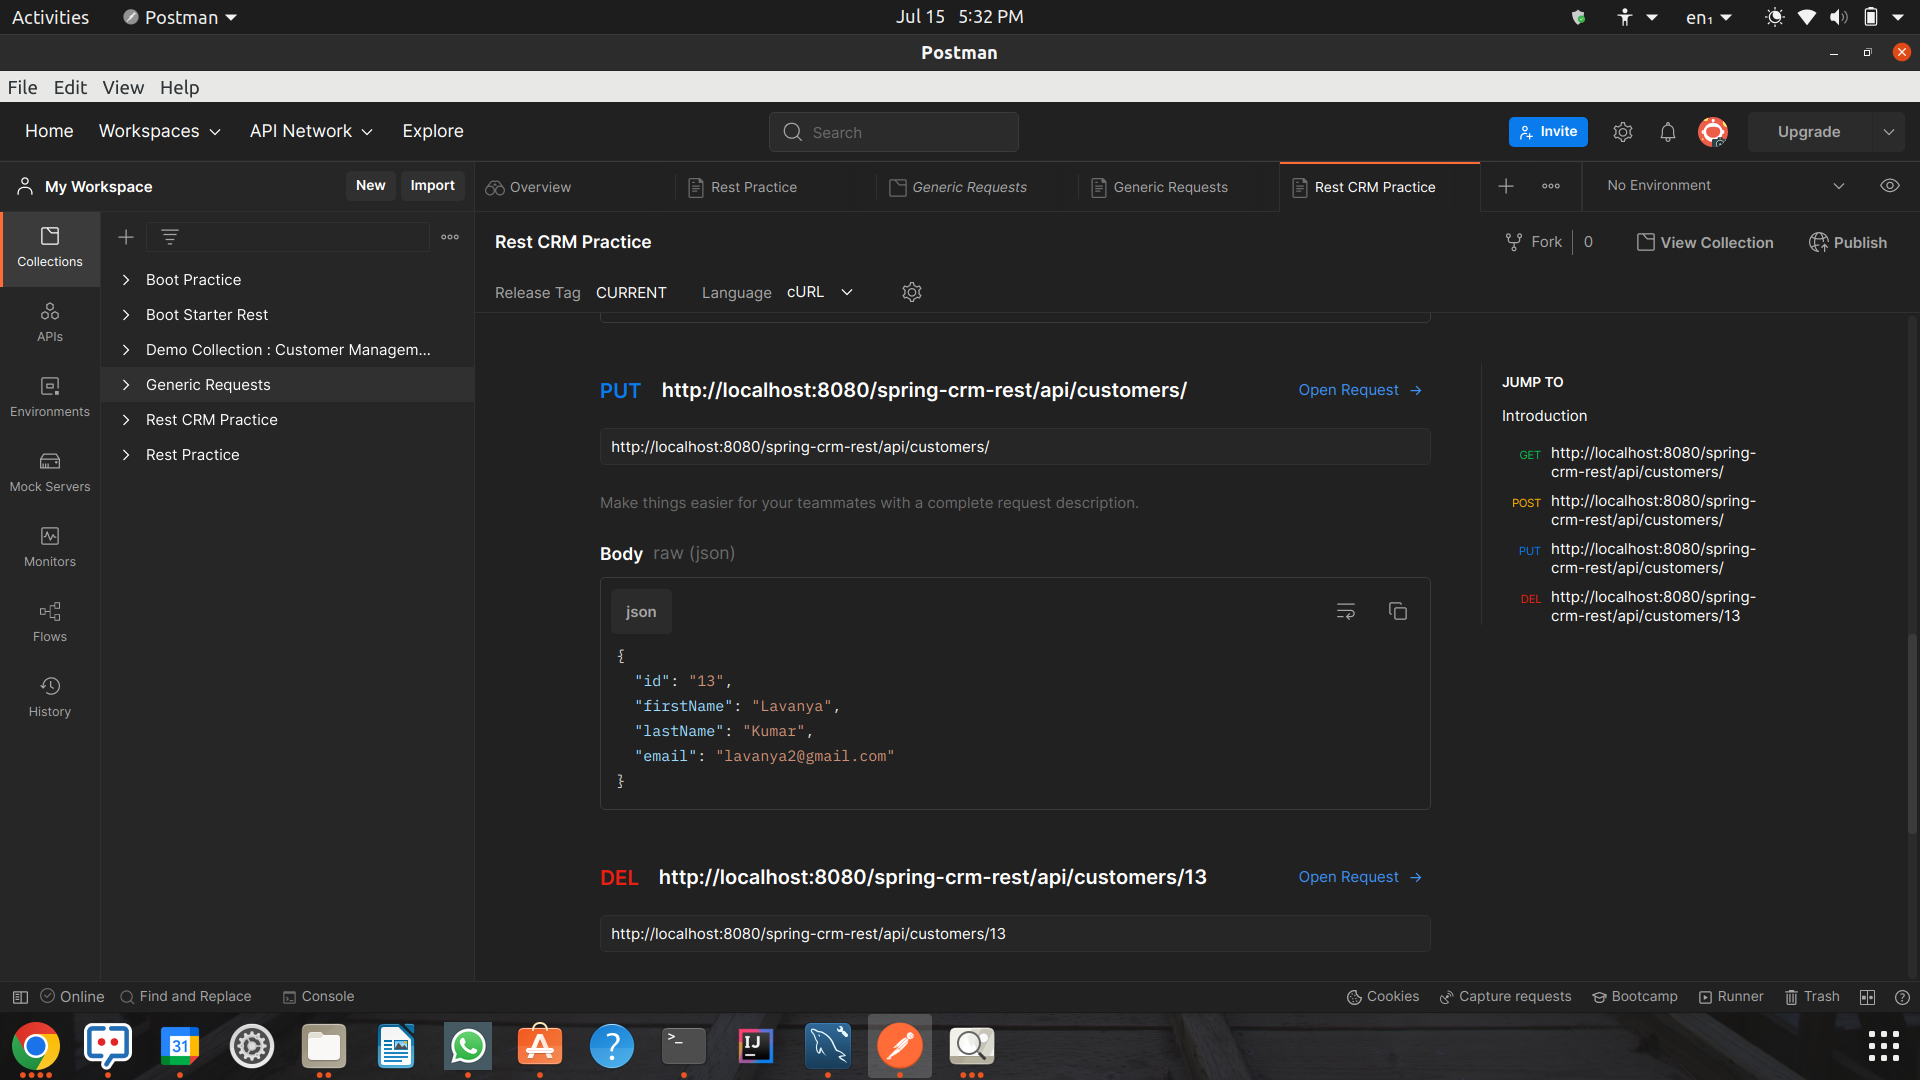 Activities
Postman
Jul 15 5:32 PM
en₁
Postman
File Edit View Help
Home Workspaces API Network Explore
Search
Invite
Upgrade
My Workspace
New Import
Overview
Rest Practice
Generic Requests
Generic Requests
Rest CRM Practice
No Environment
Collections
APIs
Environments
Mock Servers
Monitors
Flows
History
Boot Practice
Boot Starter Rest
Demo Collection : Customer Managem...
Generic Requests
Rest CRM Practice
Rest Practice
Rest CRM Practice
Fork 0
View Collection
Publish
Release Tag CURRENT Language cURL
PUT http://localhost:8080/spring-crm-rest/api/customers/
Open Request →
http://localhost:8080/spring-crm-rest/api/customers/
Make things easier for your teammates with a complete request description.
Body raw (json)
json
{
"id": "13",
"firstName": "Lavanya",
"lastName": "Kumar",
"email": "lavanya2@gmail.com"
}
DEL http://localhost:8080/spring-crm-rest/api/customers/13
Open Request →
http://localhost:8080/spring-crm-rest/api/customers/13
JUMP TO
Introduction
GET http://localhost:8080/spring-
crm-rest/api/customers/
POST http://localhost:8080/spring-
crm-rest/api/customers/
PUT http://localhost:8080/spring-
crm-rest/api/customers/
DEL http://localhost:8080/spring-
crm-rest/api/customers/13
Online
Find and Replace
Console
Cookies
Capture requests
Bootcamp
Runner
Trash
31
?
>_
IJ